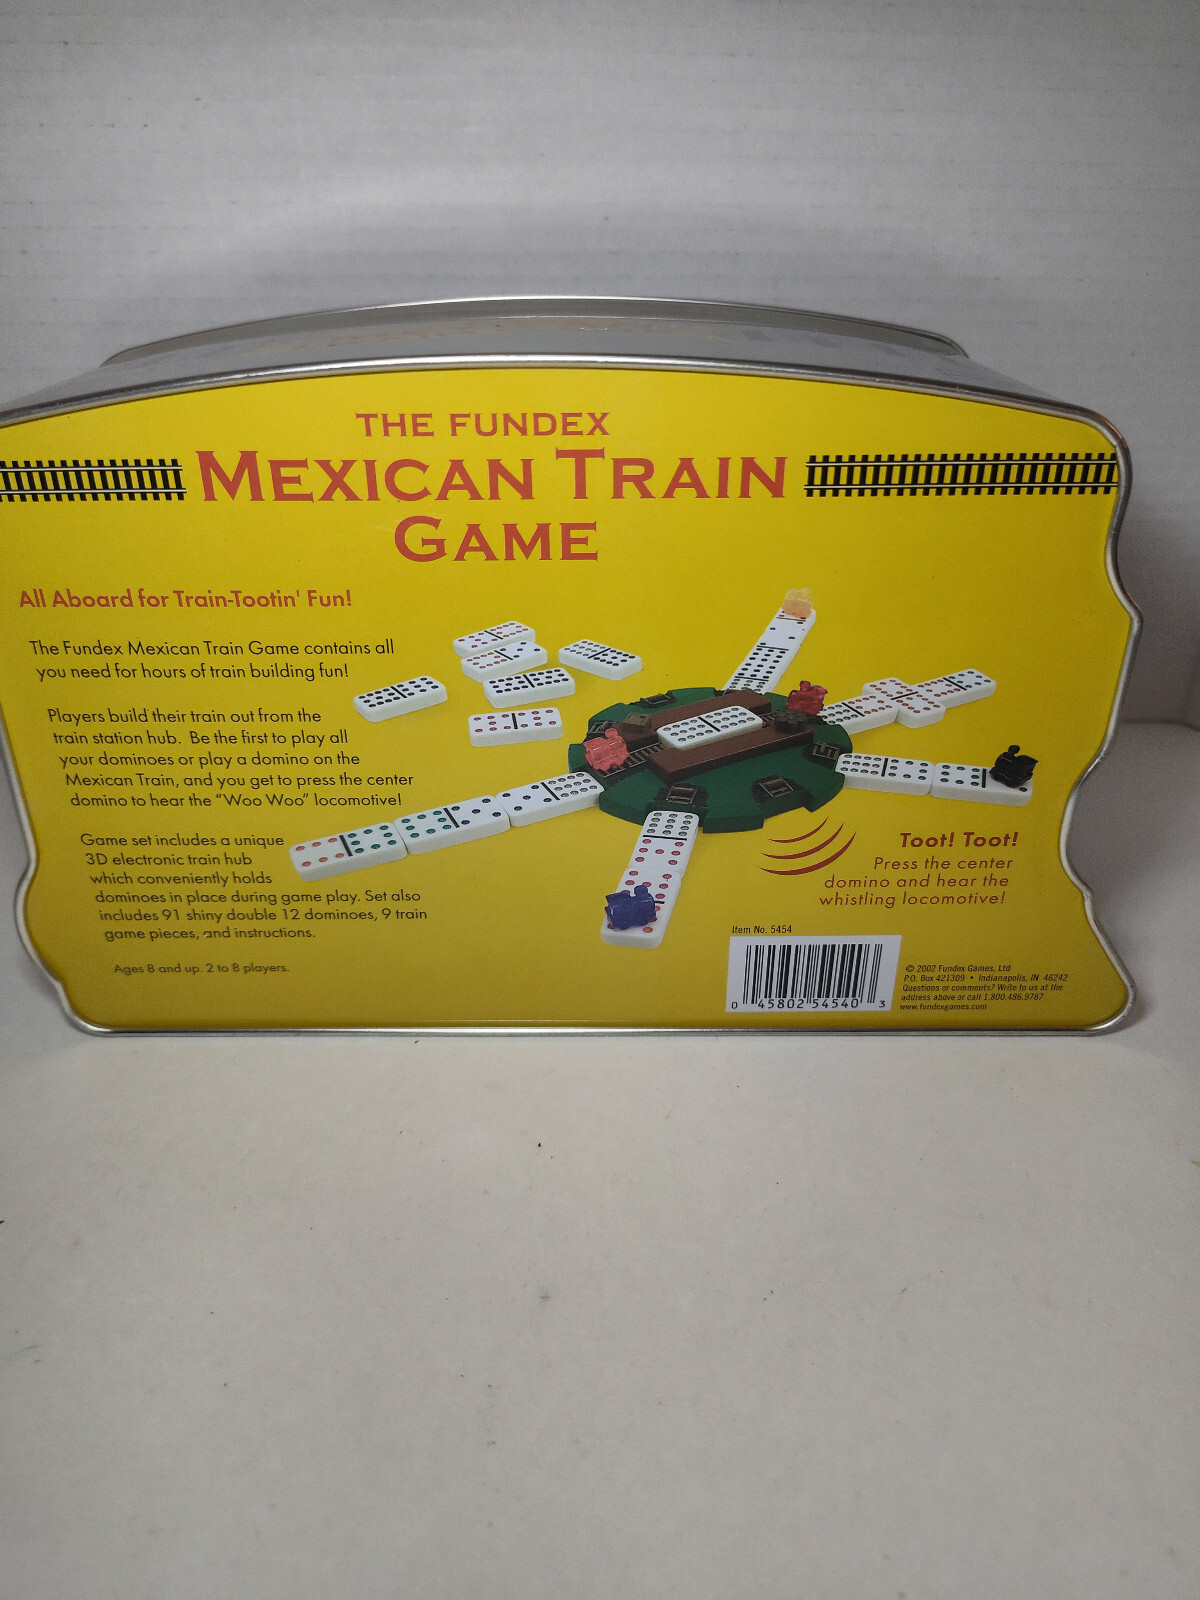 THE FUNDEX
MEXICAN TRAIN
GAME
All Aboard for Train-Tootin' Fun!
The Fundex Mexican Train Game contains all
you need for hours of train building fun!
Players build their train out from the
train station hub. Be the first to play all
your dominoes or play a domino on the
Mexican Train, and you get to press the center
domino to hear the "Woo Woo" locomotive!
Game set includes a unique
3D electronic train hub
which conveniently holds
dominoes in place during game play. Set also
includes 91 shiny double 12 dominoes, 9 train
game pieces, and instructions.
Ages 8 and up. 2 to 8 players.
Toot! Toot!
Press the center
domino and hear the
whistling locomotive!
Item No. 5454
0 45802 54540 3
© 2002 Fundex Games, Ltd
P.O. Box 421309 • Indianapolis, IN 46242
Questions or comments? Write to us at the
address above or call 1.800.486.9787
www.fundexgames.com